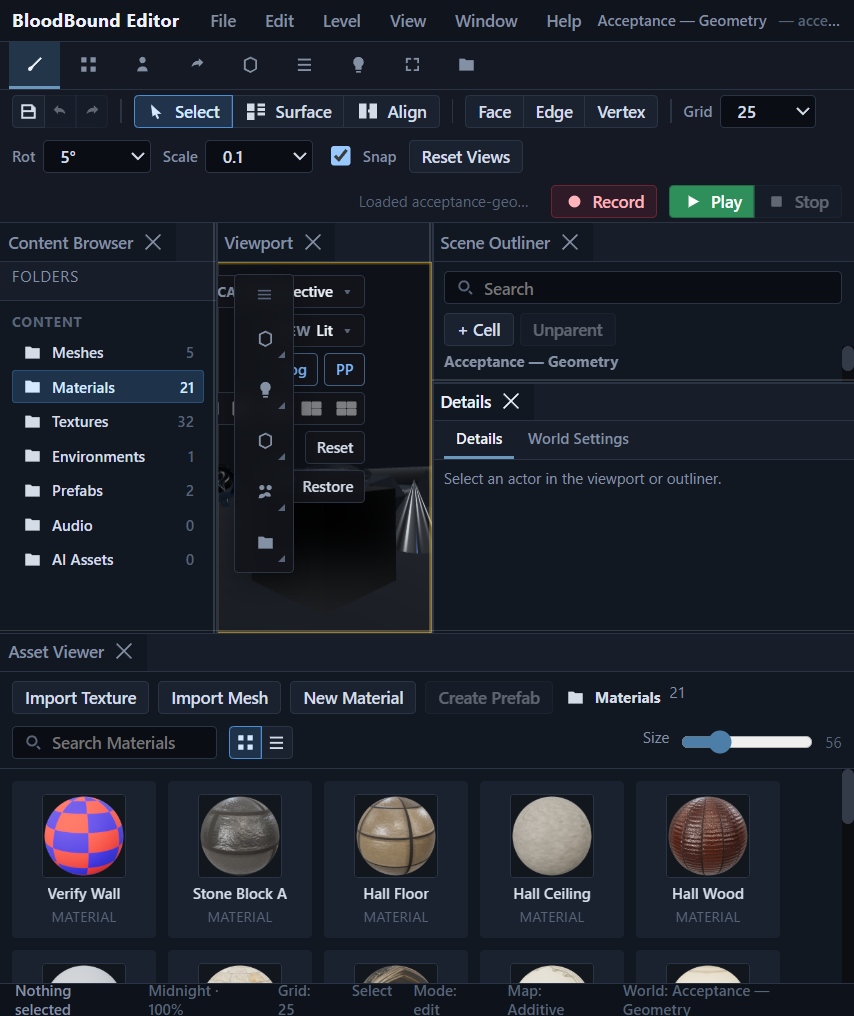 BloodBound Editor File Edit Level View Window Help Acceptance — Geometry — acce...
Select Surface Align Face Edge Vertex Grid 25
Rot 5° Scale 0.1 Snap Reset Views
Loaded acceptance-geo... Record Play Stop
Content Browser
FOLDERS
CONTENT
Meshes 5
Materials 21
Textures 32
Environments 1
Prefabs 2
Audio 0
AI Assets 0
Viewport
CA ective
EW Lit
og PP
Reset
Restore
Scene Outliner
Search
+ Cell Unparent
Acceptance — Geometry
Details
Details World Settings
Select an actor in the viewport or outliner.
Asset Viewer
Import Texture Import Mesh New Material Create Prefab Materials 21
Search Materials Size 56
Verify Wall Stone Block A Hall Floor Hall Ceiling Hall Wood
MATERIAL MATERIAL MATERIAL MATERIAL MATERIAL
Nothing Midnight · Grid: Select Mode: Map: World: Acceptance —
selected 100% 25 edit Additive Geometry